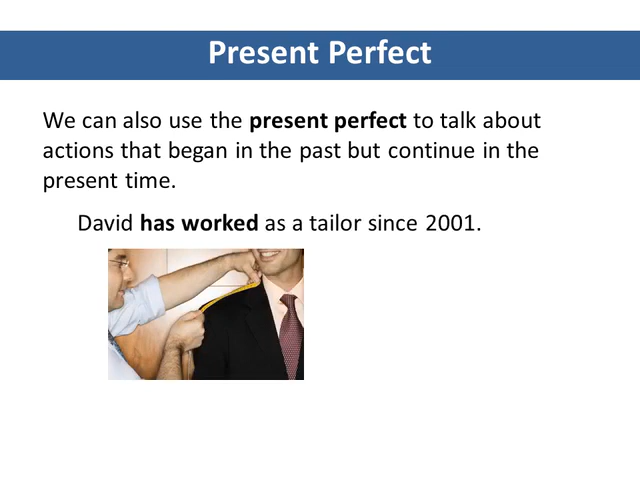 Present Perfect
We can also use the present perfect to talk about
actions that began in the past but continue in the
present time.
David has worked as a tailor since 2001.